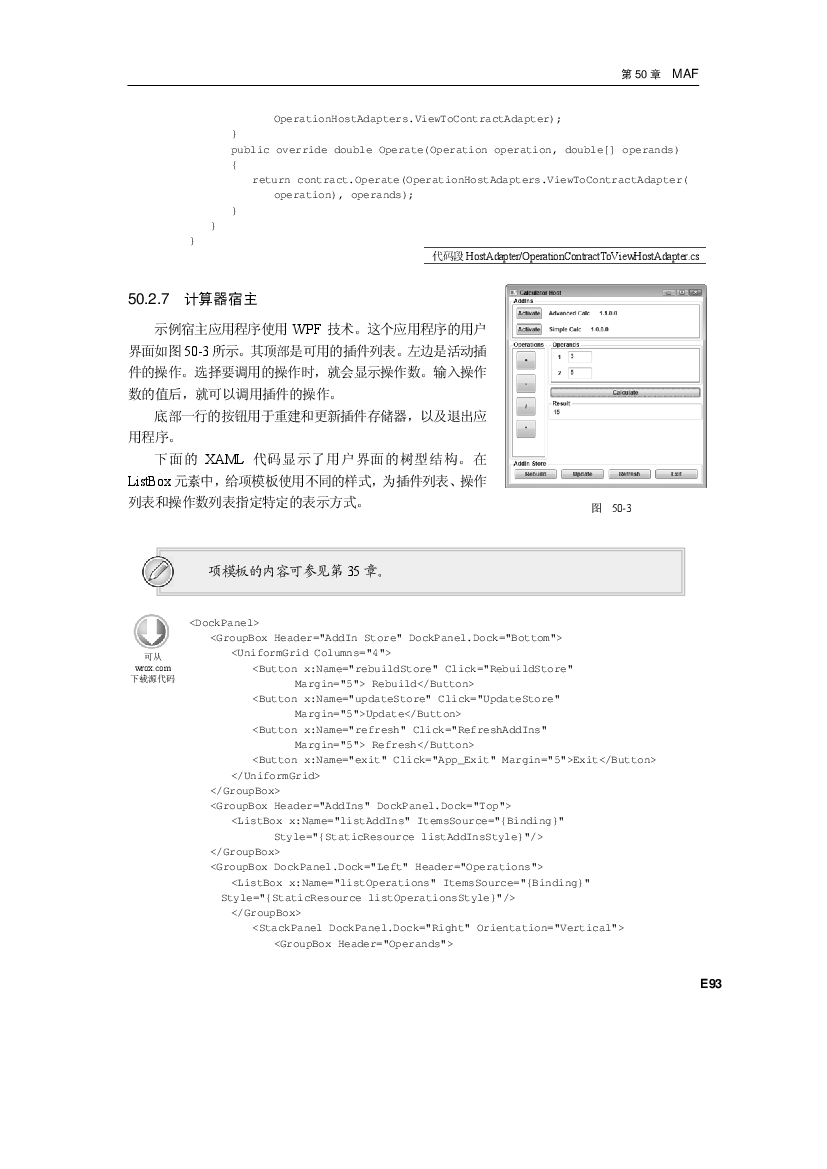 第 50 章 MAF
OperationHostAdapters.ViewToContractAdapter);
}
public override double Operate(Operation operation, double[] operands)
{
return contract.Operate(OperationHostAdapters.ViewToContractAdapter(
operation), operands);
}
}
}
代码段 HostAdapter/OperationContractToViewHostAdapter.cs
50.2.7 计算器宿主
示例宿主应用程序使用 WPF 技术。这个应用程序的用户
界面如图 50-3 所示。其顶部是可用的插件列表。左边是活动插
件的操作。选择要调用的操作时，就会显示操作数。输入操作
数的值后，就可以调用插件的操作。
底部一行的按钮用于重建和更新插件存储器，以及退出应
用程序。
下面的 XAML 代码显示了用户界面的树型结构。在
ListBox 元素中，给项模板使用不同的样式，为插件列表、操作
列表和操作数列表指定特定的表示方式。
Calculator Host
AddIns
Activate Advanced Calc 1.1.0.0
Activate Simple Calc 1.0.0.0
Operations Operands
1 3
2 5
Calculate
Result
15
AddIn Store
Rebuild Update Refresh Exit
图 50-3
项模板的内容可参见第 35 章。
可从
wrox.com
下载源代码
<DockPanel>
<GroupBox Header="AddIn Store" DockPanel.Dock="Bottom">
<UniformGrid Columns="4">
<Button x:Name="rebuildStore" Click="RebuildStore"
Margin="5"> Rebuild</Button>
<Button x:Name="updateStore" Click="UpdateStore"
Margin="5">Update</Button>
<Button x:Name="refresh" Click="RefreshAddIns"
Margin="5"> Refresh</Button>
<Button x:Name="exit" Click="App_Exit" Margin="5">Exit</Button>
</UniformGrid>
</GroupBox>
<GroupBox Header="AddIns" DockPanel.Dock="Top">
<ListBox x:Name="listAddIns" ItemsSource="{Binding}"
Style="{StaticResource listAddInsStyle}"/>
</GroupBox>
<GroupBox DockPanel.Dock="Left" Header="Operations">
<ListBox x:Name="listOperations" ItemsSource="{Binding}"
Style="{StaticResource listOperationsStyle}"/>
</GroupBox>
<StackPanel DockPanel.Dock="Right" Orientation="Vertical">
<GroupBox Header="Operands">
E93